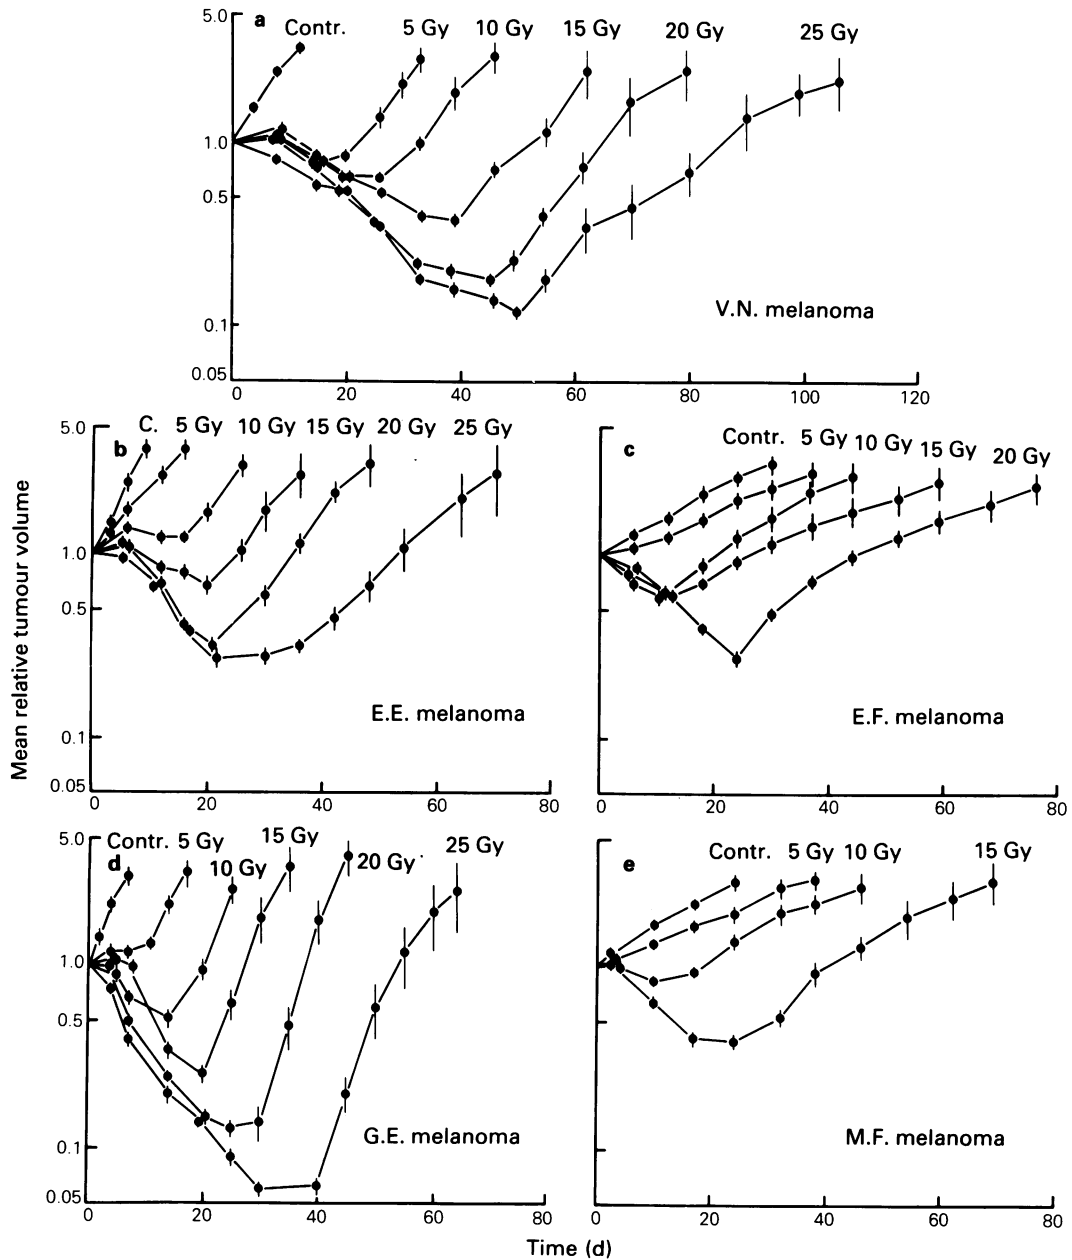 5.0
a
Contr.
5 Gy
10 Gy
15 Gy
20 Gy
25 Gy
1.0
0.5
0.1
0.05
V.N. melanoma
0
20
40
60
80
100
120
Mean relative tumour volume
5.0
b
C.
5 Gy
10 Gy
15 Gy
20 Gy
25 Gy
1.0
0.5
0.1
0.05
E.E. melanoma
0
20
40
60
80
c
Contr.
5 Gy
10 Gy
15 Gy
20 Gy
E.F. melanoma
0
20
40
60
80
5.0
d
Contr.
5 Gy
10 Gy
15 Gy
20 Gy
25 Gy
1.0
0.5
0.1
0.05
G.E. melanoma
0
20
40
60
80
e
Contr.
5 Gy
10 Gy
15 Gy
M.F. melanoma
0
20
40
60
80
Time (d)